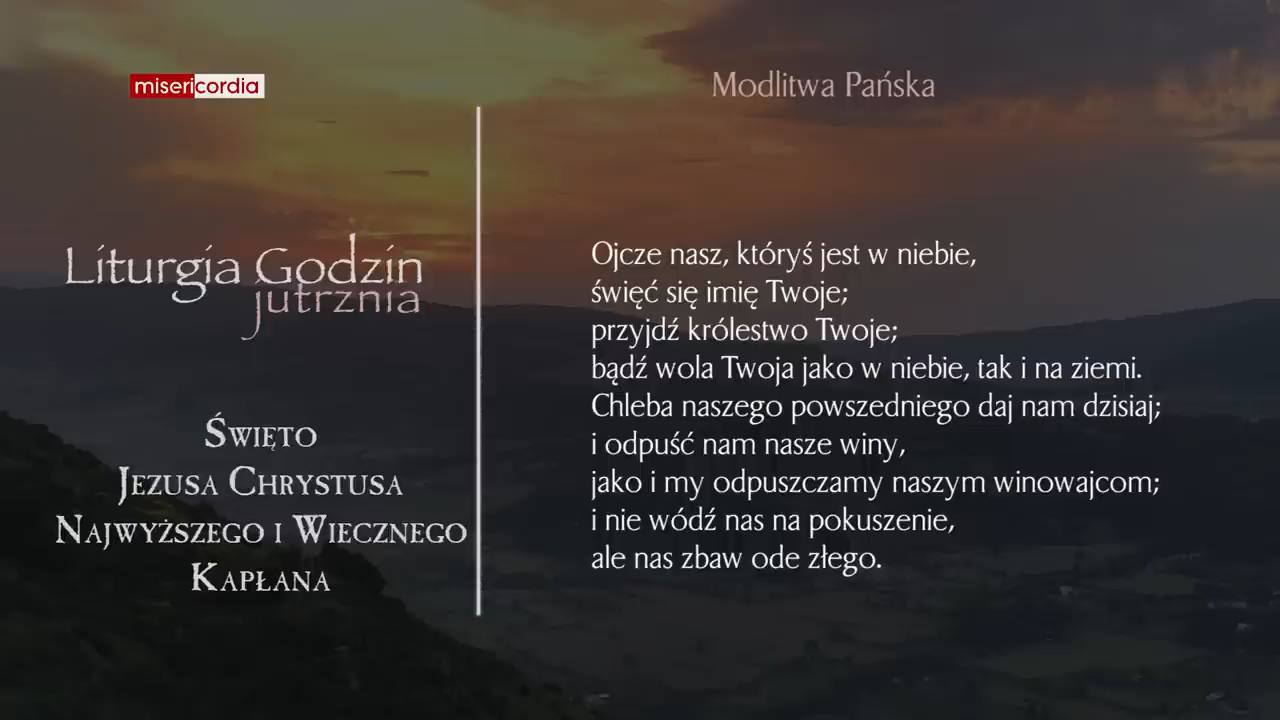 misericordia
Liturgia Godzin
jutrznia
Święto
Jezusa Chrystusa
Najwyższego i Wiecznego
Kapłana
Modlitwa Pańska
Ojcze nasz, któryś jest w niebie,
święć się imię Twoje;
przyjdź królestwo Twoje;
bądź wola Twoja jako w niebie, tak i na ziemi.
Chleba naszego powszedniego daj nam dzisiaj;
i odpuść nam nasze winy,
jako i my odpuszczamy naszym winowajcom;
i nie wódź nas na pokuszenie,
ale nas zbaw ode złego.